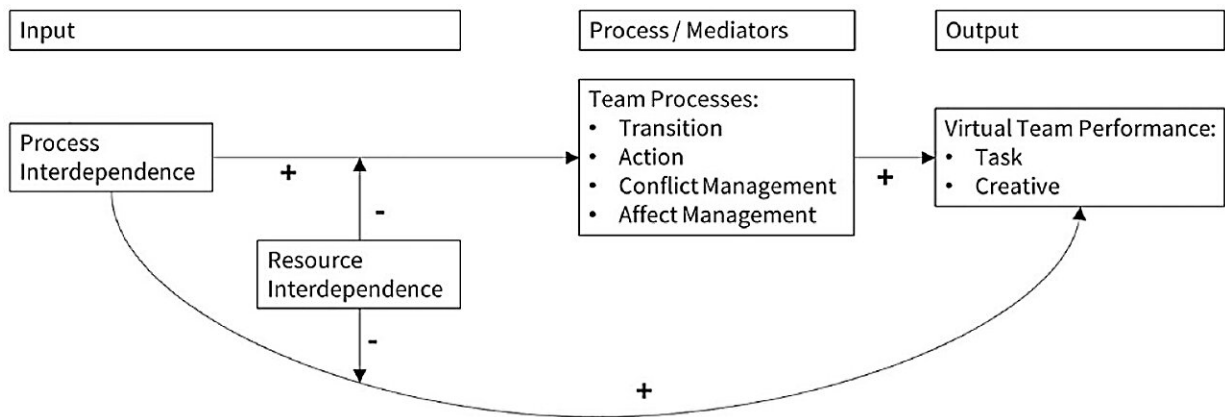 Input
Process / Mediators
Output
Process
Interdependence
+
-
Resource
Interdependence
-
Team Processes:
• Transition
• Action
• Conflict Management
• Affect Management
+
Virtual Team Performance:
• Task
• Creative
+